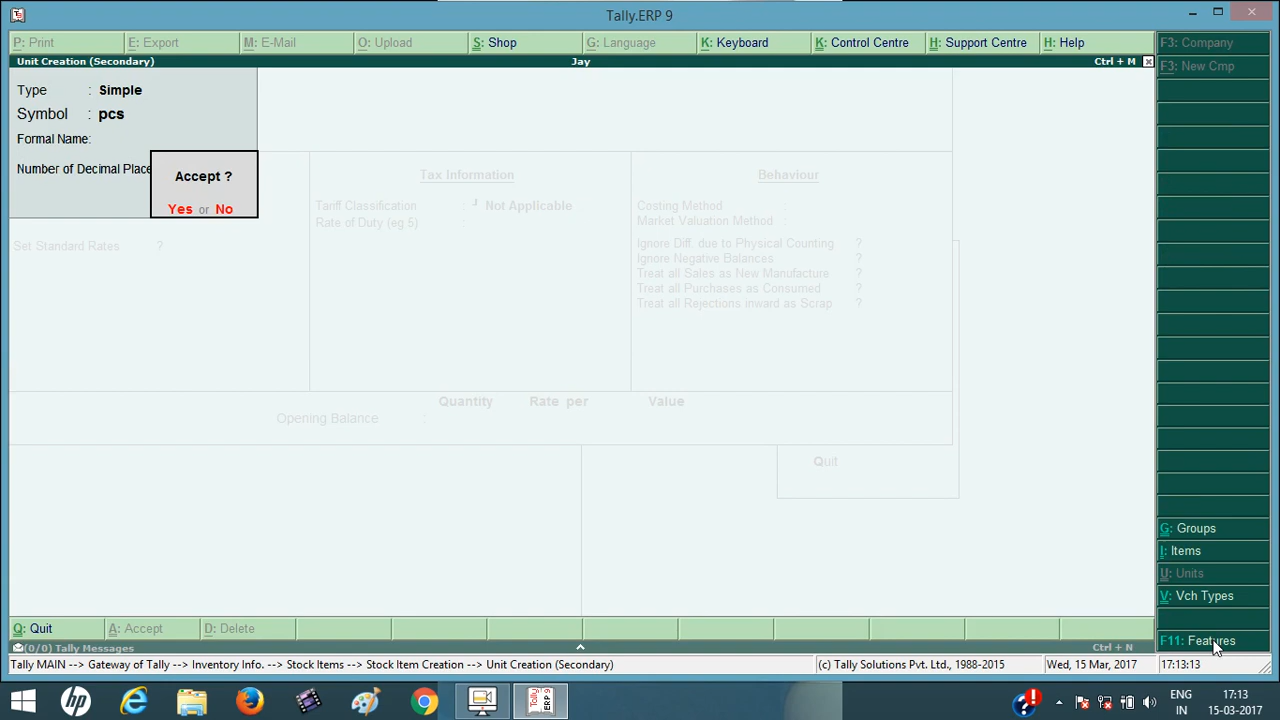 Tally.ERP 9
P: Print E: Export M: E-Mail O: Upload S: Shop G: Language K: Keyboard K: Control Centre H: Support Centre H: Help
F3: Company
Unit Creation (Secondary) Jay Ctrl + M
F3: New Cmp
Type : Simple
Symbol : pcs
Formal Name:
Number of Decimal Place
Accept ?
Yes or No
Tax Information
Tariff Classification Not Applicable
Rate of Duty (eg 5)
Behaviour
Costing Method :
Market Valuation Method :
Ignore Diff. due to Physical Counting ?
Ignore Negative Balances ?
Treat all Sales as New Manufacture ?
Treat all Purchases as Consumed ?
Treat all Rejections inward as Scrap ?
Set Standard Rates ?
Quantity Rate per Value
Opening Balance :
Quit
G: Groups
I: Items
U: Units
V: Vch Types
F11: Features
Q: Quit A: Accept D: Delete
(0/0) Tally Messages Ctrl + N
Tally MAIN --> Gateway of Tally --> Inventory Info. --> Stock Items --> Stock Item Creation --> Unit Creation (Secondary) (c) Tally Solutions Pvt. Ltd., 1988-2015 Wed, 15 Mar, 2017 17:13:13
hp
Tally ERP 9
ENG 17:13
IN 15-03-2017